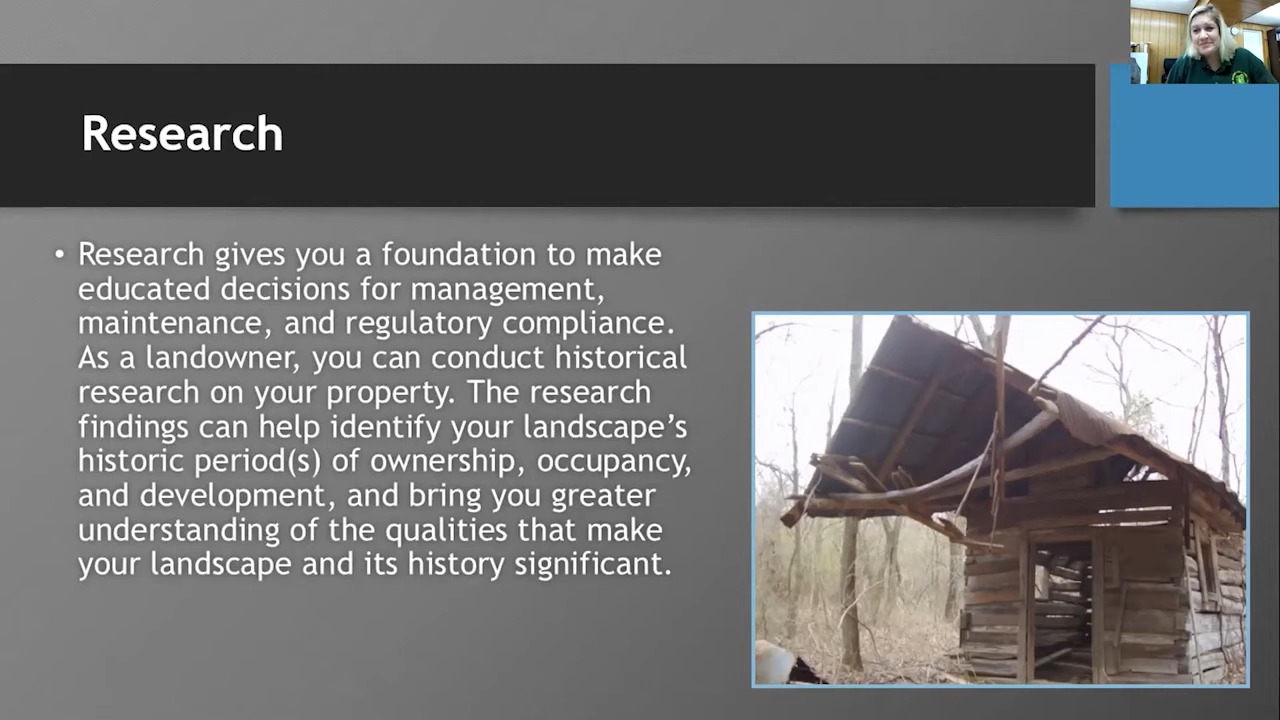 Research
• Research gives you a foundation to make
educated decisions for management,
maintenance, and regulatory compliance.
As a landowner, you can conduct historical
research on your property. The research
findings can help identify your landscape's
historic period(s) of ownership, occupancy,
and development, and bring you greater
understanding of the qualities that make
your landscape and its history significant.